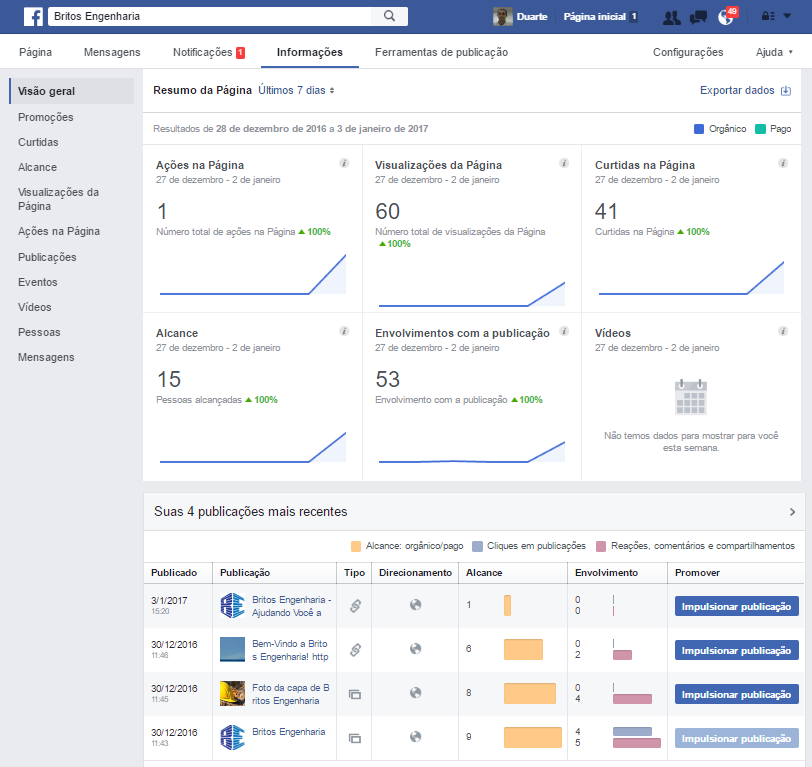 Britos Engenharia
Duarte
Página inicial 1
49
Página
Mensagens
Notificações 1
Informações
Ferramentas de publicação
Configurações
Ajuda
Visão geral
Promoções
Curtidas
Alcance
Visualizações da
Página
Ações na Página
Publicações
Eventos
Vídeos
Pessoas
Mensagens
Resumo da Página Últimos 7 dias
Exportar dados
Resultados de 28 de dezembro de 2016 a 3 de janeiro de 2017
Orgânico Pago
Ações na Página
27 de dezembro - 2 de janeiro
1
Número total de ações na Página 100%
Visualizações da Página
27 de dezembro - 2 de janeiro
60
Número total de visualizações da Página
100%
Curtidas na Página
27 de dezembro - 2 de janeiro
41
Curtidas na Página 100%
Alcance
27 de dezembro - 2 de janeiro
15
Pessoas alcançadas 100%
Envolvimentos com a publicação
27 de dezembro - 2 de janeiro
53
Envolvimento com a publicação 100%
Vídeos
27 de dezembro - 2 de janeiro
Não temos dados para mostrar para você
esta semana.
Suas 4 publicações mais recentes
Alcance: orgânico/pago Cliques em publicações Reações, comentários e compartilhamentos
Publicado Publicação Tipo Direcionamento Alcance Envolvimento Promover
3/1/2017
15:20
Britos Engenharia -
Ajudando Você a
1
0
0
Impulsionar publicação
30/12/2016
11:46
Bem-Vindo a Brito
s Engenharia! http
6
0
2
Impulsionar publicação
30/12/2016
11:45
Foto da capa de B
ritos Engenharia
8
0
4
Impulsionar publicação
30/12/2016
11:43
Britos Engenharia
9
4
5
Impulsionar publicação